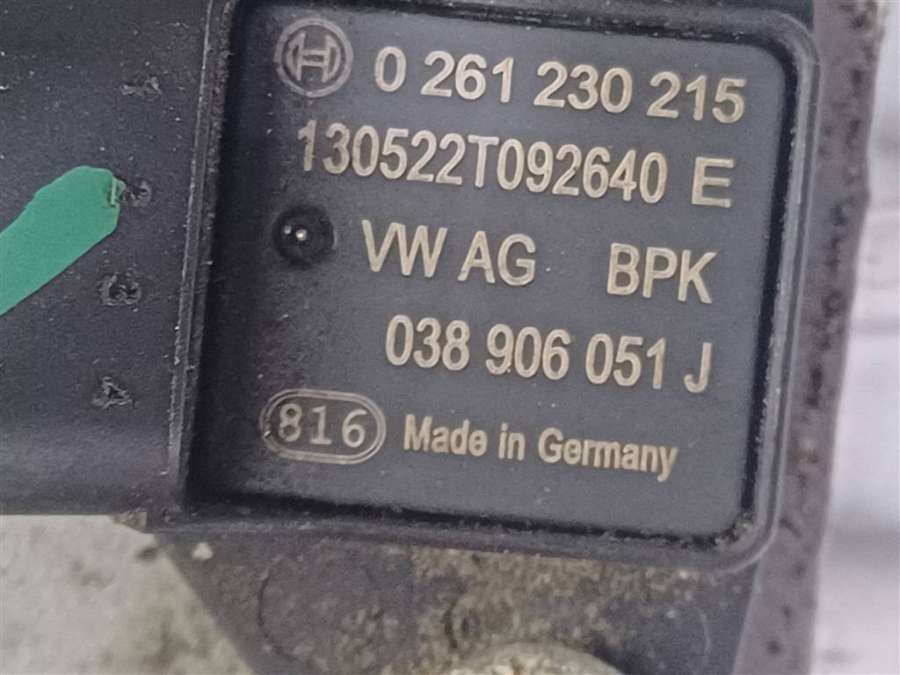 0 261 230 215
130522T092640 E
VW AG BPK
038 906 051 J
816 Made in Germany